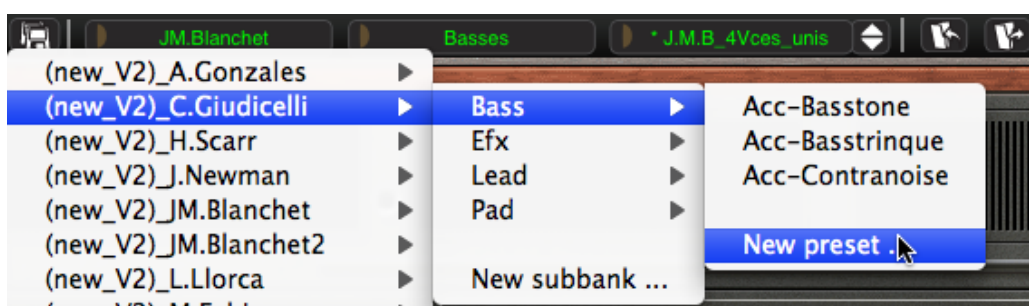 JM.Blanchet Basses * J.M.B_4Vces_unis
(new_V2)_A.Gonzales
(new_V2)_C.Giudicelli
(new_V2)_H.Scarr
(new_V2)_J.Newman
(new_V2)_JM.Blanchet
(new_V2)_JM.Blanchet2
(new_V2)_L.Llorca
Bass
Efx
Lead
Pad
New subbank ...
Acc-Basstone
Acc-Basstrinque
Acc-Contranoise
New preset .